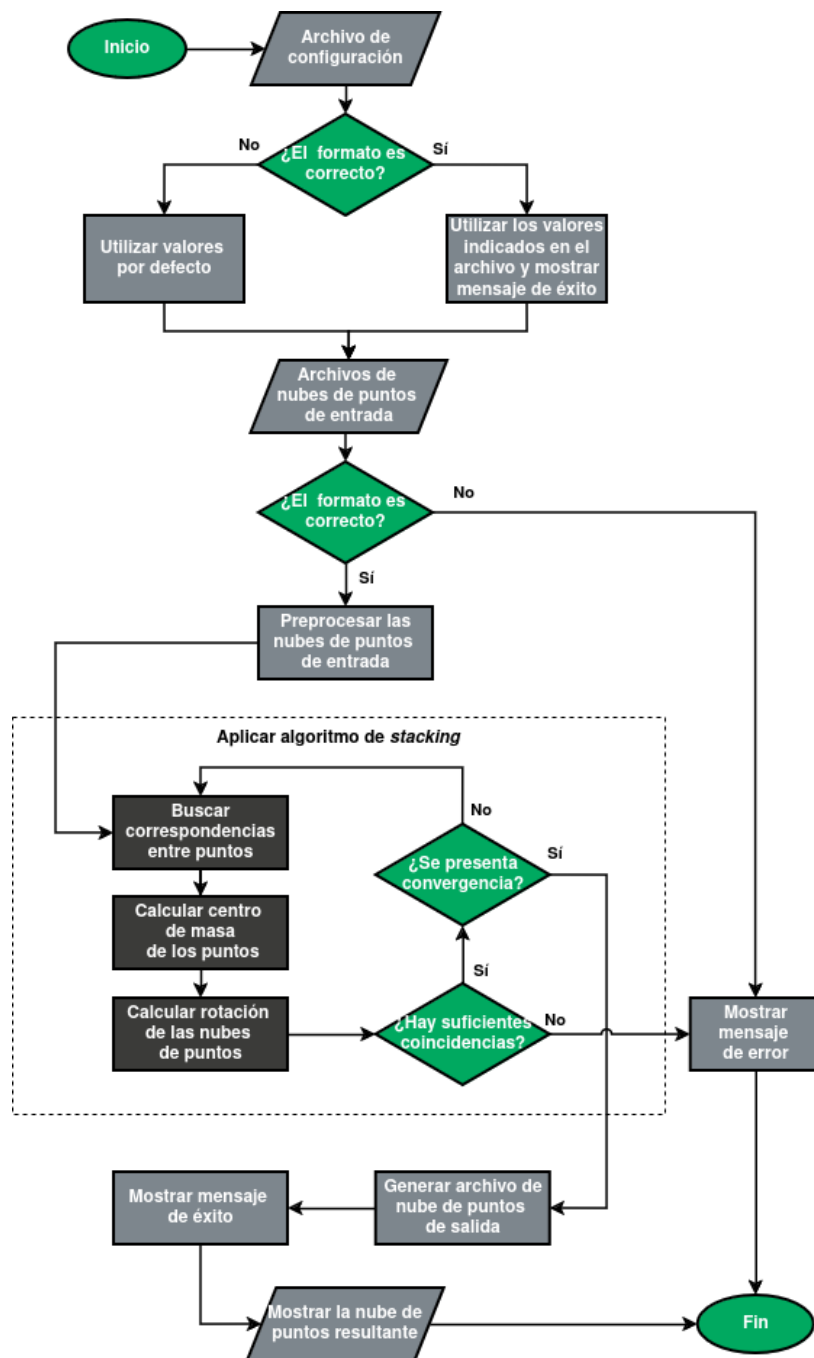 Inicio
Archivo de
configuración
¿El formato es
correcto?
No
Sí
Utilizar valores
por defecto
Utilizar los valores
indicados en el
archivo y mostrar
mensaje de éxito
Archivos de
nubes de puntos
de entrada
¿El formato es
correcto?
No
Sí
Preprocesar las
nubes de puntos
de entrada
Aplicar algoritmo de stacking
Buscar
correspondencias
entre puntos
Calcular centro
de masa
de los puntos
Calcular rotación
de las nubes
de puntos
¿Hay suficientes
coincidencias?
Sí
No
¿Se presenta
convergencia?
No
Sí
Mostrar
mensaje
de error
Generar archivo de
nube de puntos
de salida
Mostrar mensaje
de éxito
Mostrar la nube de
puntos resultante
Fin